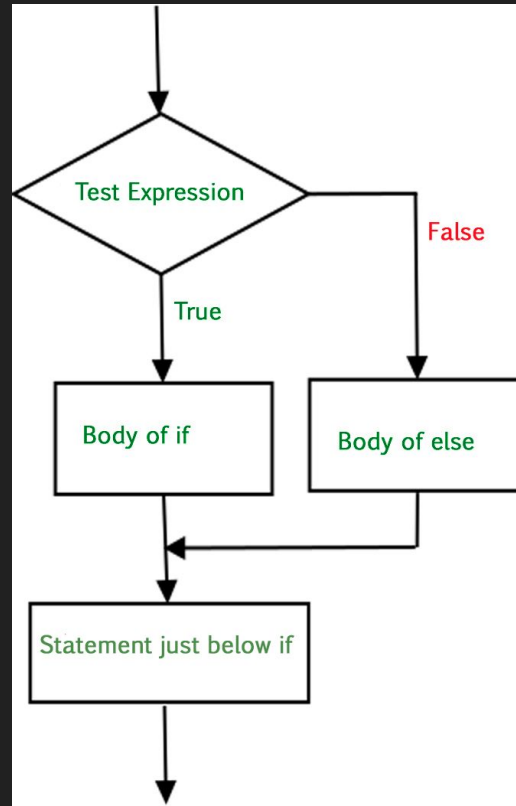 Test Expression
False
True
Body of if
Body of else
Statement just below if